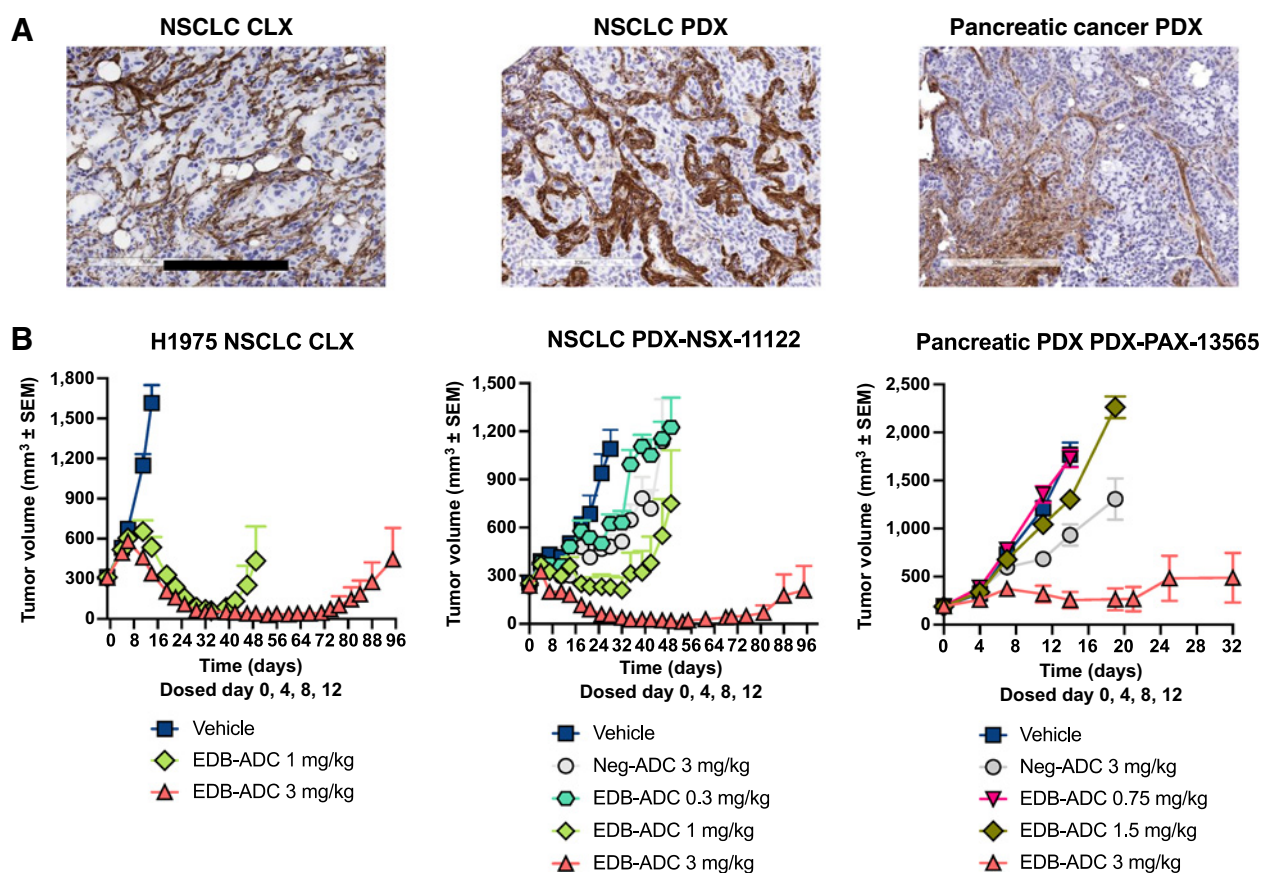 A
NSCLC CLX
NSCLC PDX
Pancreatic cancer PDX
B
H1975 NSCLC CLX
NSCLC PDX-NSX-11122
Pancreatic PDX PDX-PAX-13565
Tumor volume (mm³ ± SEM)
1,800
1,500
1,200
900
600
300
0
0 8 16 24 32 40 48 56 64 72 80 88 96
Time (days)
Dosed day 0, 4, 8, 12
Vehicle
EDB-ADC 1 mg/kg
EDB-ADC 3 mg/kg
Tumor volume (mm³ ± SEM)
1,500
1,200
900
600
300
0
0 8 16 24 32 40 48 56 64 72 80 88 96
Time (days)
Dosed day 0, 4, 8, 12
Vehicle
Neg-ADC 3 mg/kg
EDB-ADC 0.3 mg/kg
EDB-ADC 1 mg/kg
EDB-ADC 3 mg/kg
Tumor volume (mm³ ± SEM)
2,500
2,000
1,500
1,000
500
0
0 4 8 12 16 20 24 28 32
Time (days)
Dosed day 0, 4, 8, 12
Vehicle
Neg-ADC 3 mg/kg
EDB-ADC 0.75 mg/kg
EDB-ADC 1.5 mg/kg
EDB-ADC 3 mg/kg